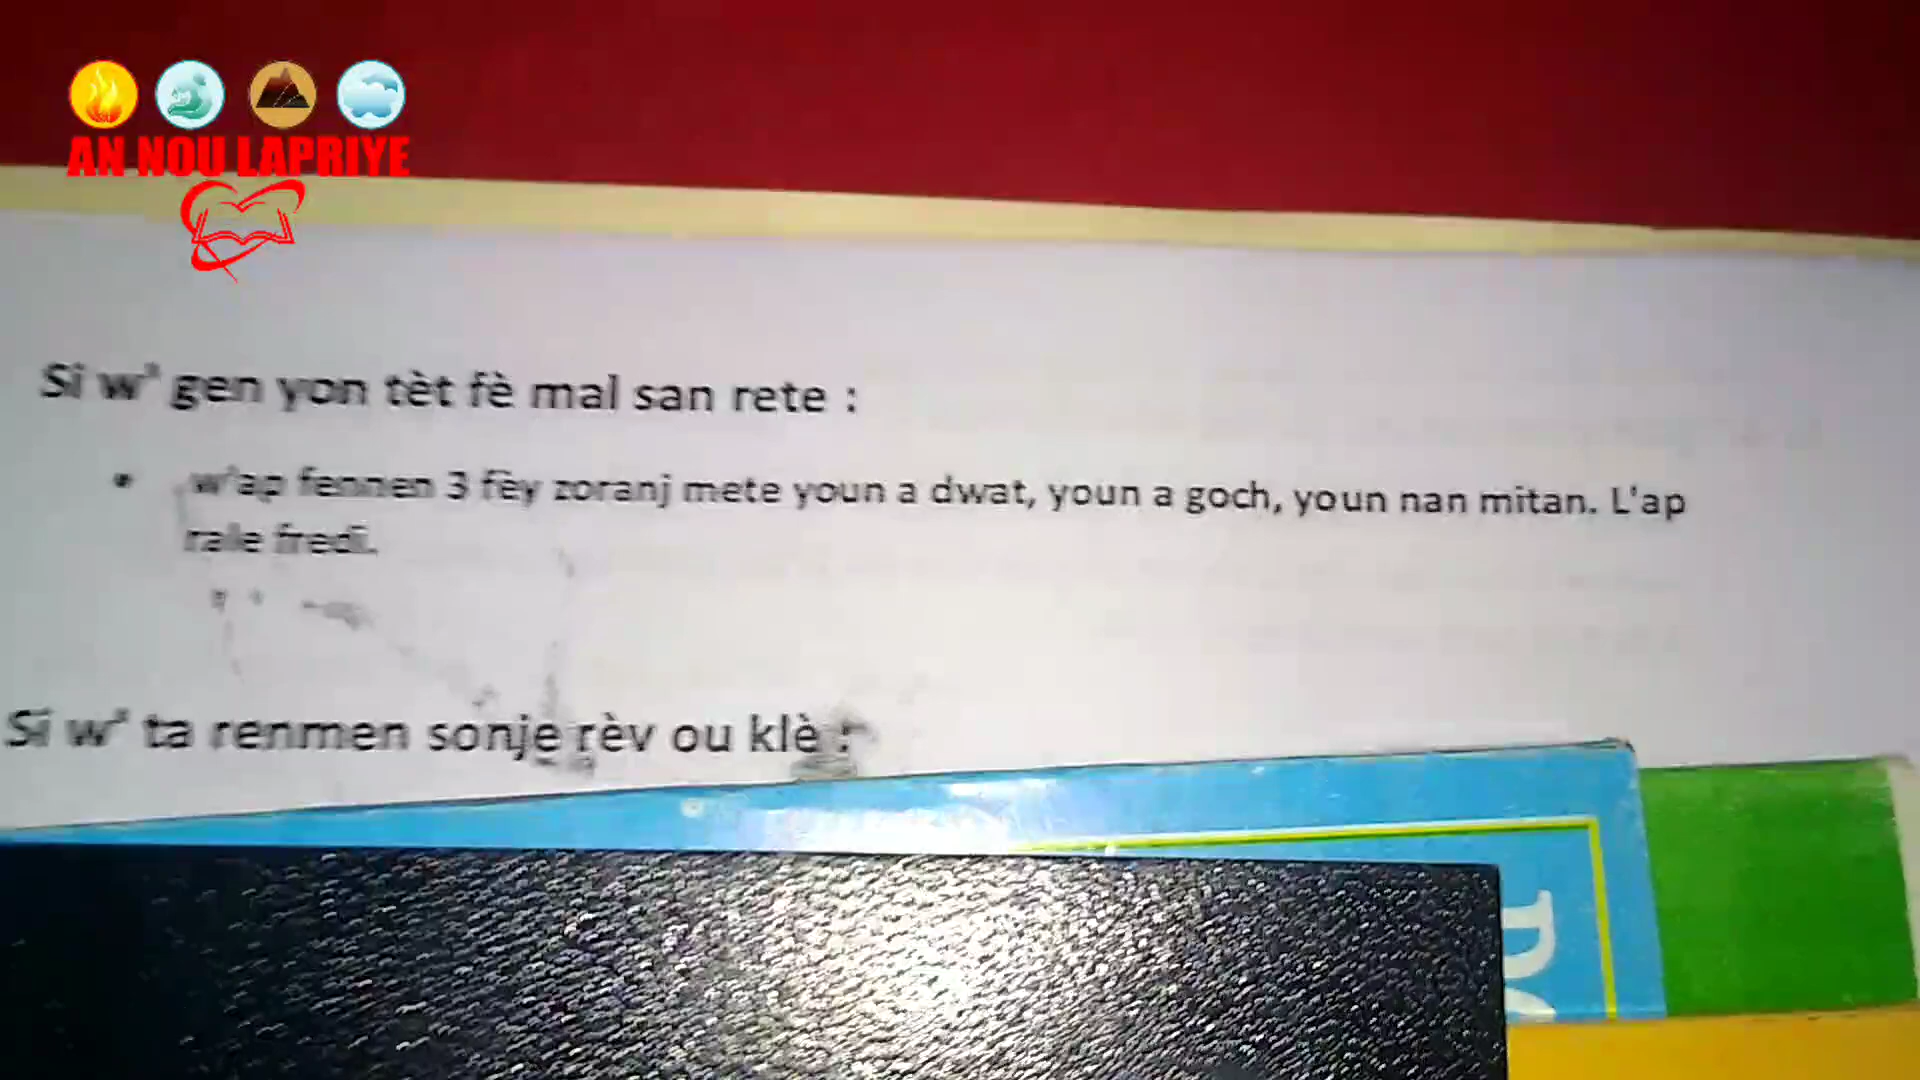 AN NOU LAPRIYE
Si w' gen yon tèt fè mal san rete :
• w'ap fennen 3 fèy zoranj mete youn a dwat, youn a goch, youn nan mitan. L'ap
rale fredi.
Si w' ta renmen sonje rèv ou klè :